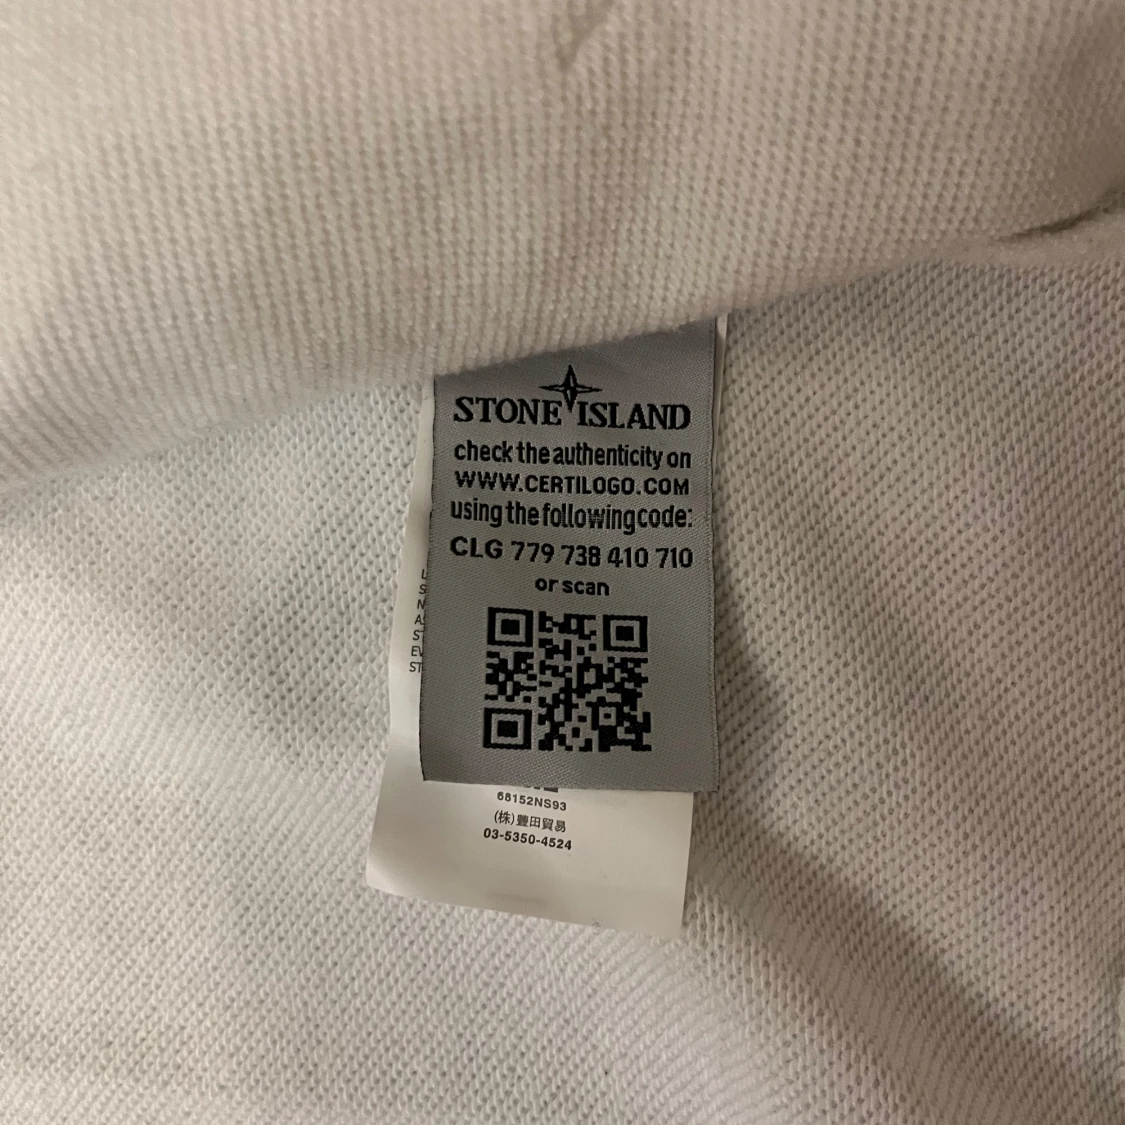 STONE ISLAND
check the authenticity on
WWW.CERTILOGO.COM
using the following code:
CLG 779 738 410 710
or scan
68152NS93
(株)豊田貿易
03-5350-4524